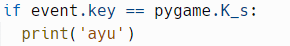 if event.key == pygame.K_s:
  print('ayu')